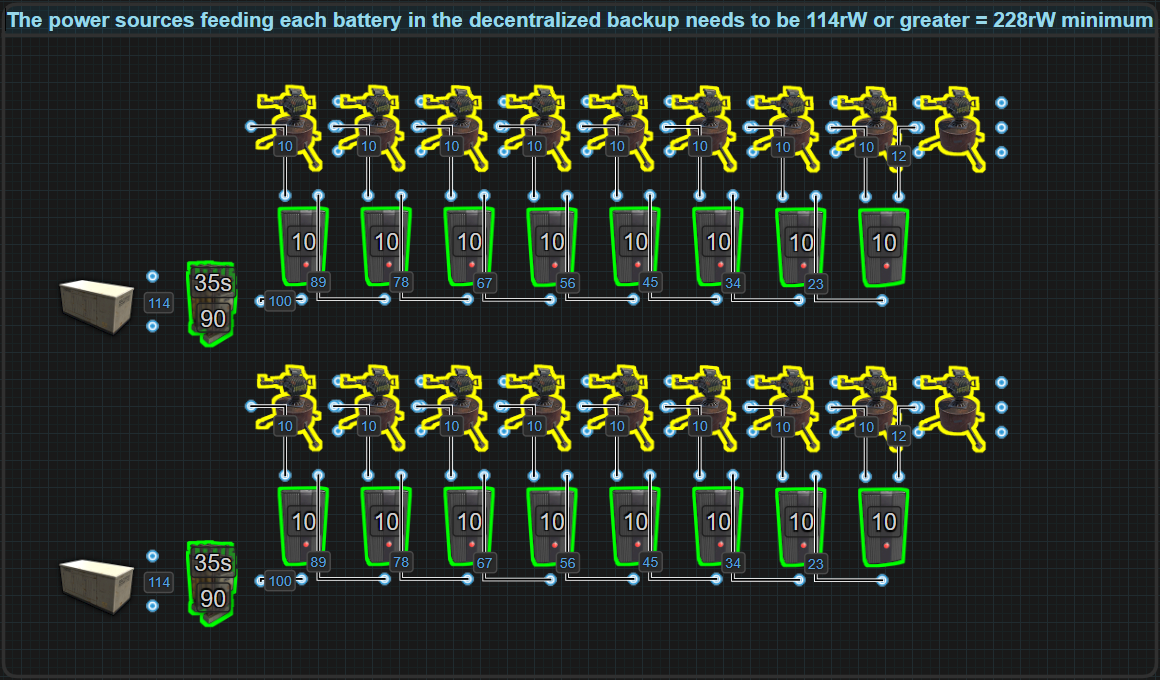 The power sources feeding each battery in the decentralized backup needs to be 114rW or greater = 228rW minimum
10 10 10 10 10 10 10 10 12
10 10 10 10 10 10 10 10
35s
89 78 67 56 45 34 23
114 100
90
10 10 10 10 10 10 10 10 12
10 10 10 10 10 10 10 10
35s
89 78 67 56 45 34 23
114 100
90